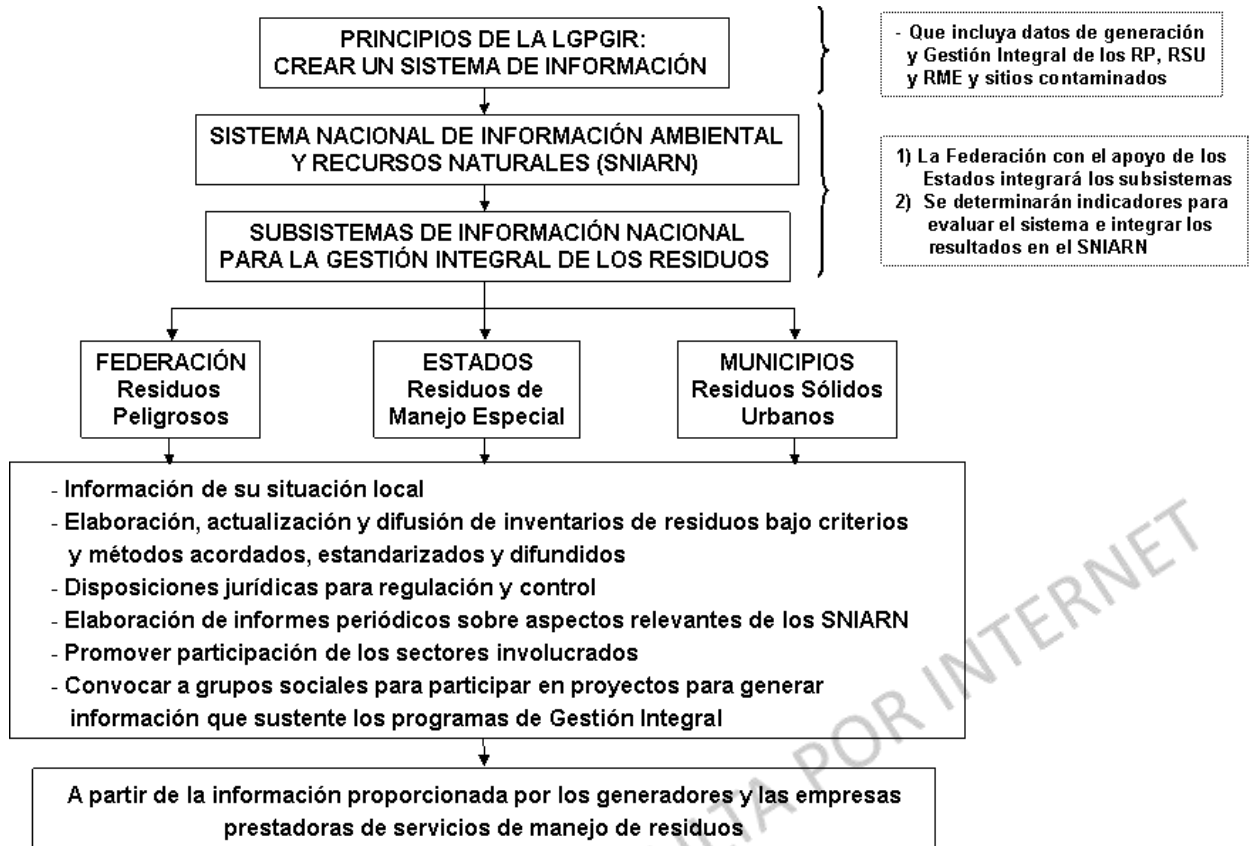 PRINCIPIOS DE LA LGPGIR:
CREAR UN SISTEMA DE INFORMACIÓN
- Que incluya datos de generación
y Gestión Integral de los RP, RSU
y RME y sitios contaminados
SISTEMA NACIONAL DE INFORMACIÓN AMBIENTAL
Y RECURSOS NATURALES (SNIARN)
SUBSISTEMAS DE INFORMACIÓN NACIONAL
PARA LA GESTIÓN INTEGRAL DE LOS RESIDUOS
1) La Federación con el apoyo de los
Estados integrará los subsistemas
2) Se determinarán indicadores para
evaluar el sistema e integrar los
resultados en el SNIARN
FEDERACIÓN
Residuos
Peligrosos
ESTADOS
Residuos de
Manejo Especial
MUNICIPIOS
Residuos Sólidos
Urbanos
- Información de su situación local
- Elaboración, actualización y difusión de inventarios de residuos bajo criterios
y métodos acordados, estandarizados y difundidos
- Disposiciones jurídicas para regulación y control
- Elaboración de informes periódicos sobre aspectos relevantes de los SNIARN
- Promover participación de los sectores involucrados
- Convocar a grupos sociales para participar en proyectos para generar
información que sustente los programas de Gestión Integral
A partir de la información proporcionada por los generadores y las empresas
prestadoras de servicios de manejo de residuos
POR INTERNET